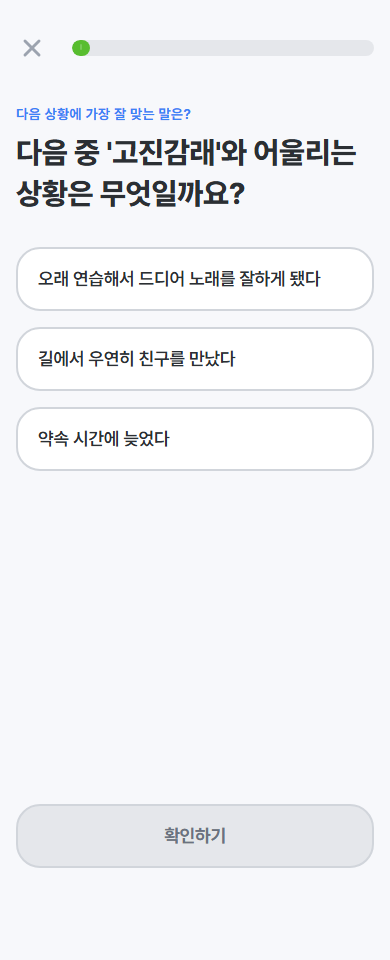 다음 상황에 가장 잘 맞는 말은?
다음 중 '고진감래'와 어울리는
상황은 무엇일까요?
오래 연습해서 드디어 노래를 잘하게 됐다
길에서 우연히 친구를 만났다
약속 시간에 늦었다
확인하기